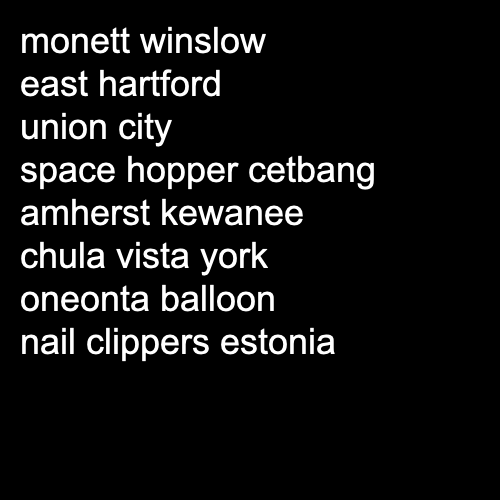 monett winslow
east hartford
union city
space hopper cetbang
amherst kewanee
chula vista york
oneonta balloon
nail clippers estonia